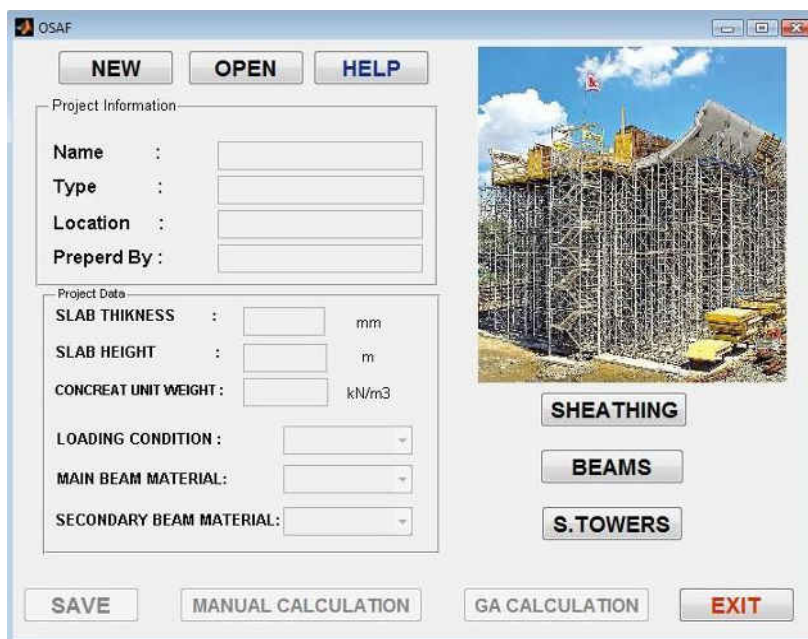 OSAF
NEW OPEN HELP
Project Information
Name :
Type :
Location :
Preperd By :
Project Data
SLAB THIKNESS : mm
SLAB HEIGHT : m
CONCREAT UNIT WEIGHT : kN/m3
LOADING CONDITION :
MAIN BEAM MATERIAL:
SECONDARY BEAM MATERIAL:
SHEATHING
BEAMS
S.TOWERS
SAVE MANUAL CALCULATION GA CALCULATION EXIT